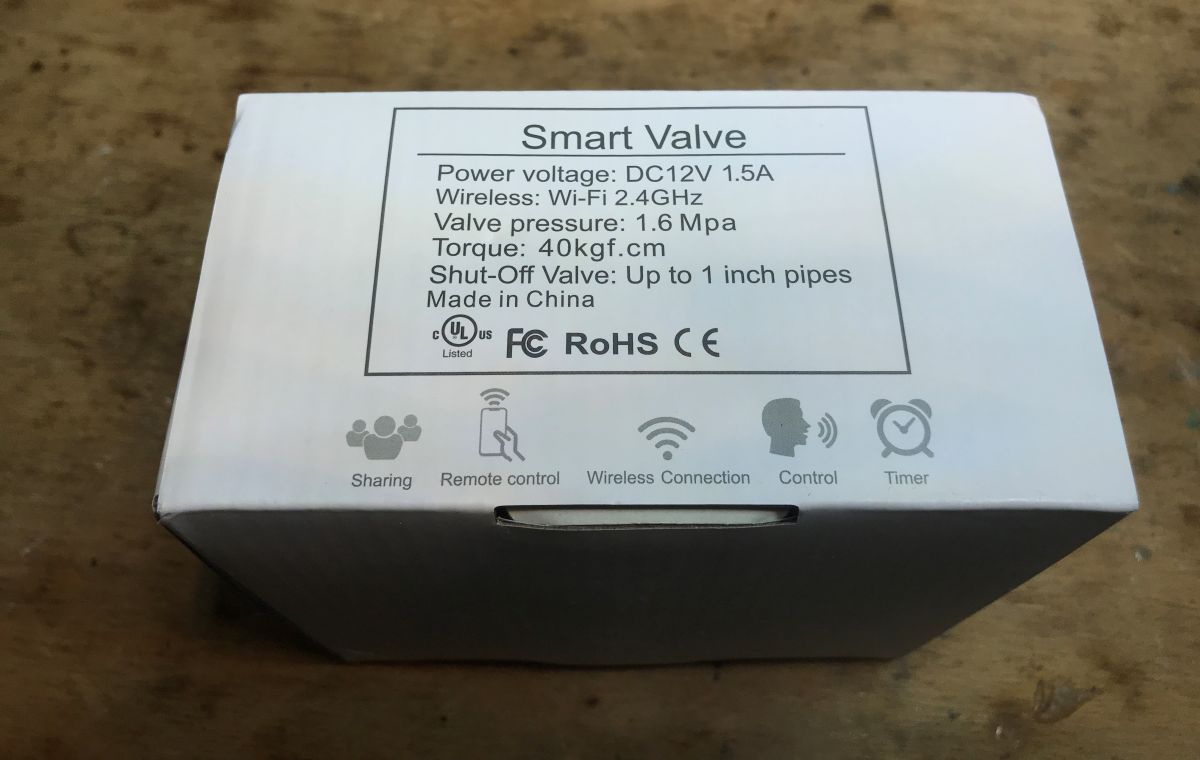 Smart Valve
Power voltage: DC12V 1.5A
Wireless: Wi-Fi 2.4GHz
Valve pressure: 1.6 Mpa
Torque: 40kgf.cm
Shut-Off Valve: Up to 1 inch pipes
Made in China
C UL US FC RoHS CE
Listed
Sharing Remote control Wireless Connection Control Timer